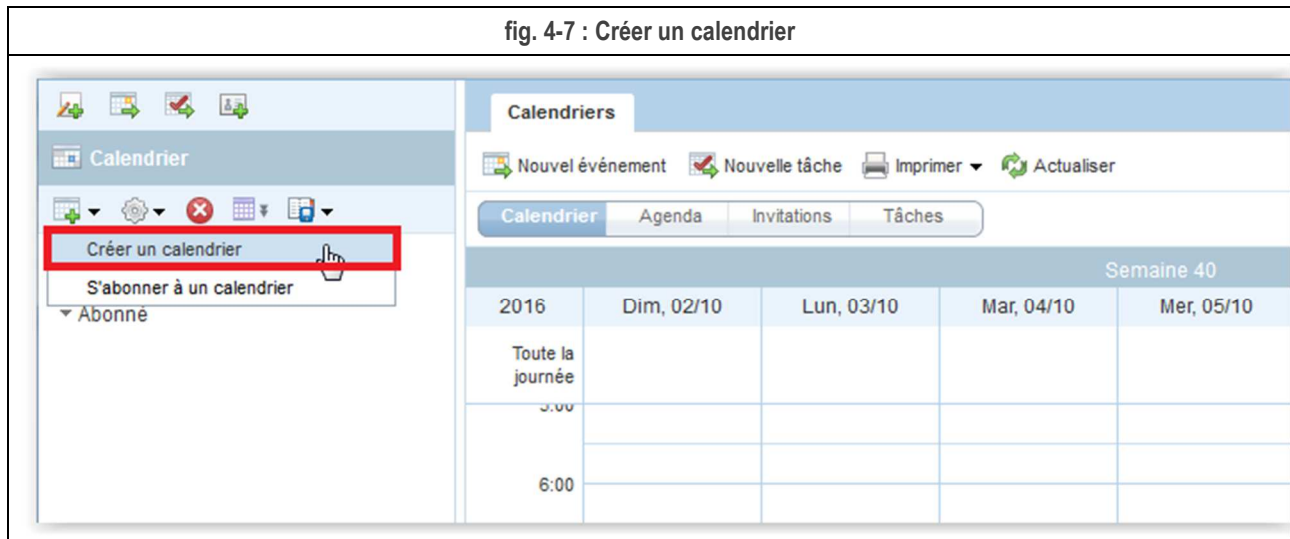 fig. 4-7 : Créer un calendrier
Calendrier
Créer un calendrier
S'abonner à un calendrier
Abonné
Calendriers
Nouvel événement Nouvelle tâche Imprimer Actualiser
Calendrier Agenda Invitations Tâches
Semaine 40
2016 Dim, 02/10 Lun, 03/10 Mar, 04/10 Mer, 05/10
Toute la
journée
6:00